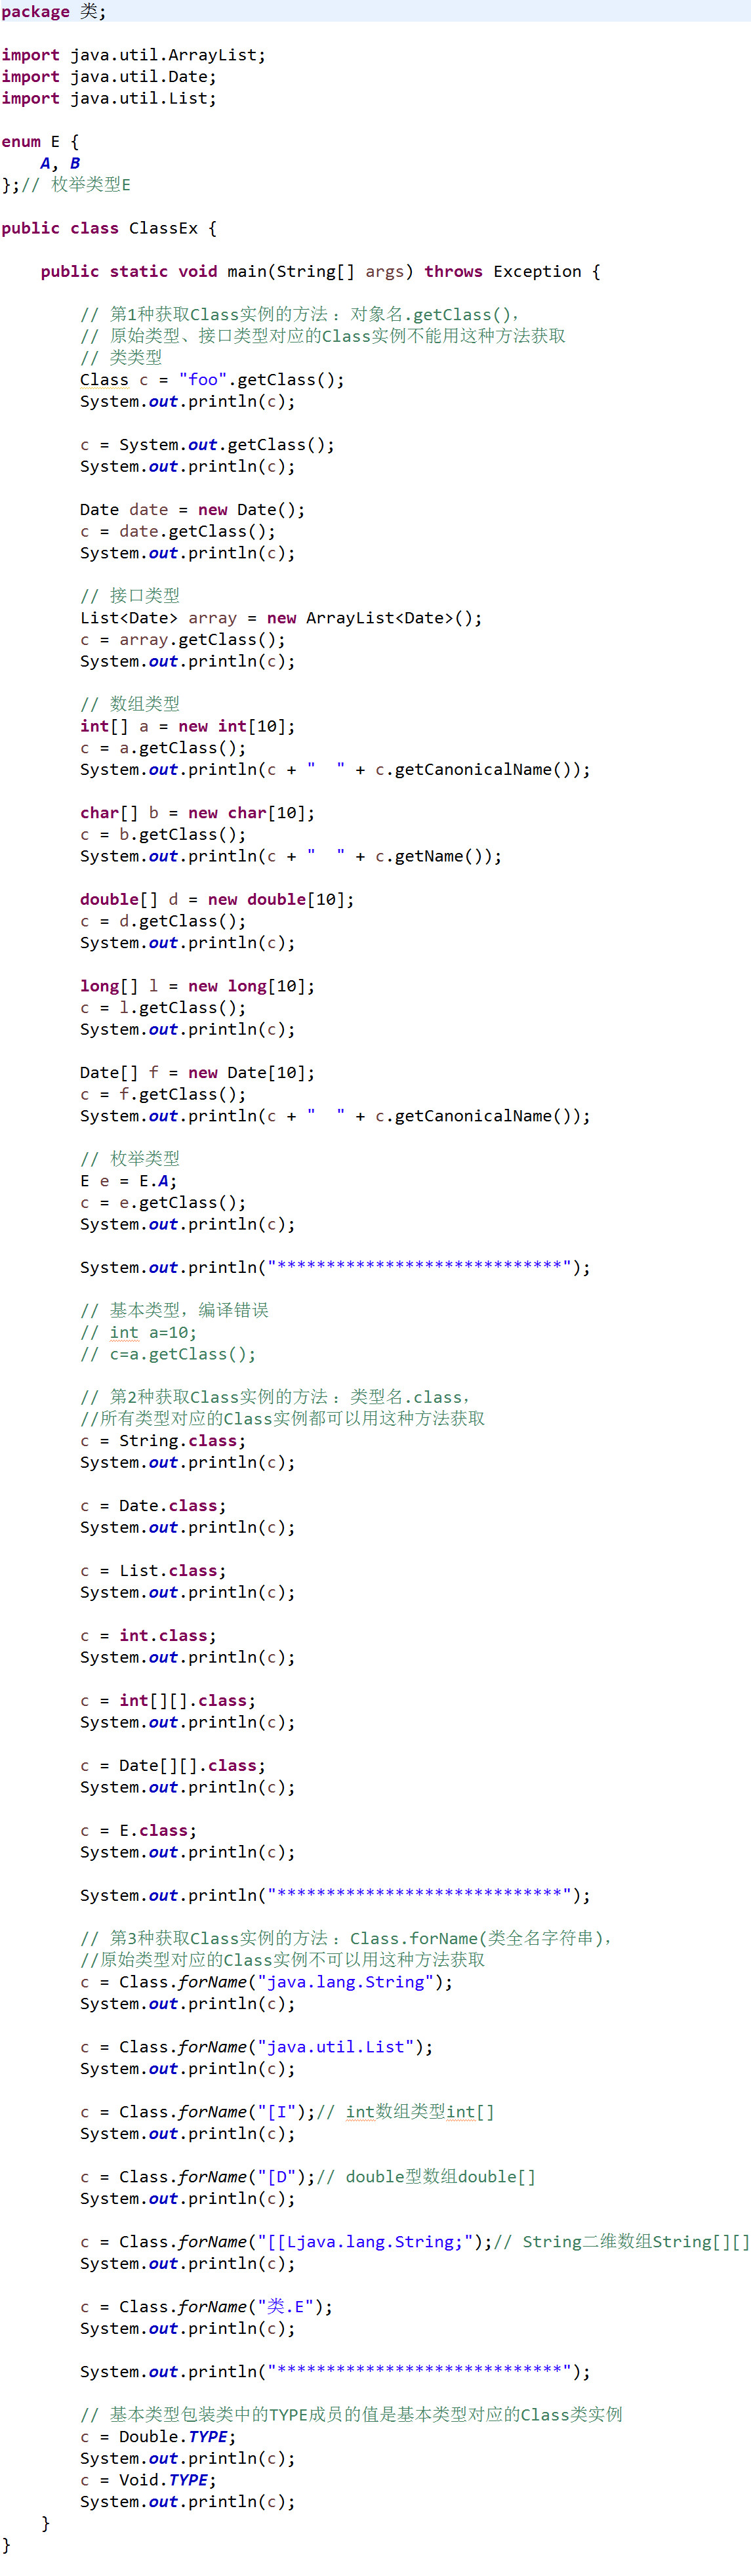 package 类;
import java.util.ArrayList;
import java.util.Date;
import java.util.List;
enum E {
    A, B
};// 枚举类型E
public class ClassEx {
    public static void main(String[] args) throws Exception {
        // 第1种获取Class实例的方法：对象名.getClass()，
        // 原始类型、接口类型对应的Class实例不能用这种方法获取
        // 类类型
        Class c = "foo".getClass();
        System.out.println(c);
        c = System.out.getClass();
        System.out.println(c);
        Date date = new Date();
        c = date.getClass();
        System.out.println(c);
        // 接口类型
        List<Date> array = new ArrayList<Date>();
        c = array.getClass();
        System.out.println(c);
        // 数组类型
        int[] a = new int[10];
        c = a.getClass();
        System.out.println(c + "  " + c.getCanonicalName());
        char[] b = new char[10];
        c = b.getClass();
        System.out.println(c + "  " + c.getName());
        double[] d = new double[10];
        c = d.getClass();
        System.out.println(c);
        long[] l = new long[10];
        c = l.getClass();
        System.out.println(c);
        Date[] f = new Date[10];
        c = f.getClass();
        System.out.println(c + "  " + c.getCanonicalName());
        // 枚举类型
        E e = E.A;
        c = e.getClass();
        System.out.println(c);
        System.out.println("*****************************");
        // 基本类型，编译错误
        // int a=10;
        // c=a.getClass();
        // 第2种获取Class实例的方法：类型名.class，
        //所有类型对应的Class实例都可以用这种方法获取
        c = String.class;
        System.out.println(c);
        c = Date.class;
        System.out.println(c);
        c = List.class;
        System.out.println(c);
        c = int.class;
        System.out.println(c);
        c = int[][].class;
        System.out.println(c);
        c = Date[][].class;
        System.out.println(c);
        c = E.class;
        System.out.println(c);
        System.out.println("*****************************");
        // 第3种获取Class实例的方法：Class.forName(类全名字符串)，
        //原始类型对应的Class实例不可以用这种方法获取
        c = Class.forName("java.lang.String");
        System.out.println(c);
        c = Class.forName("java.util.List");
        System.out.println(c);
        c = Class.forName("[I");// int数组类型int[]
        System.out.println(c);
        c = Class.forName("[D");// double型数组double[]
        System.out.println(c);
        c = Class.forName("[[Ljava.lang.String;");// String二维数组String[][]
        System.out.println(c);
        c = Class.forName("类.E");
        System.out.println(c);
        System.out.println("*****************************");
        // 基本类型包装类中的TYPE成员的值是基本类型对应的Class类实例
        c = Double.TYPE;
        System.out.println(c);
        c = Void.TYPE;
        System.out.println(c);
    }
}